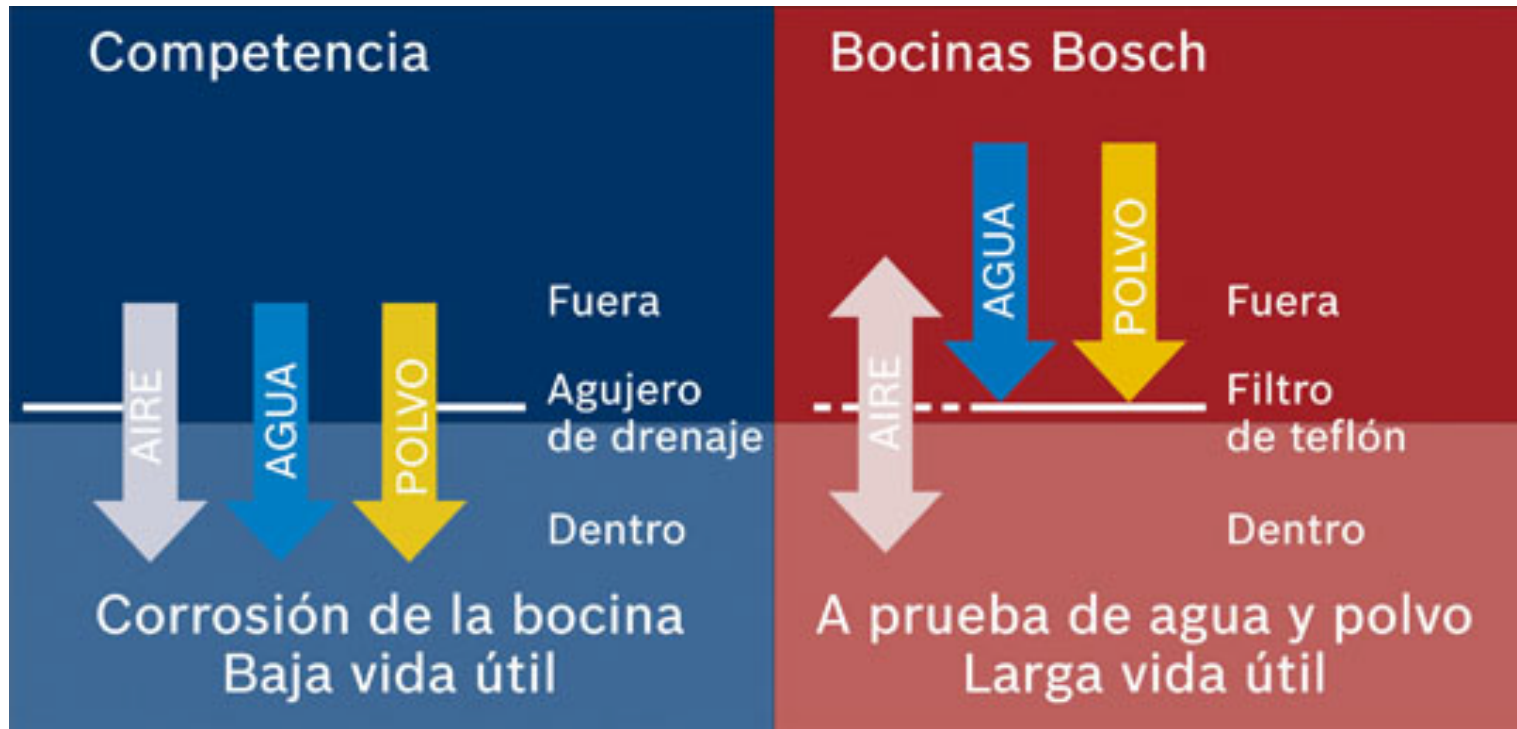 Competencia
AIRE
AGUA
POLVO
Fuera
Agujero
de drenaje
Dentro
Corrosión de la bocina
Baja vida útil
Bocinas Bosch
AIRE
AGUA
POLVO
Fuera
Filtro
de teflón
Dentro
A prueba de agua y polvo
Larga vida útil